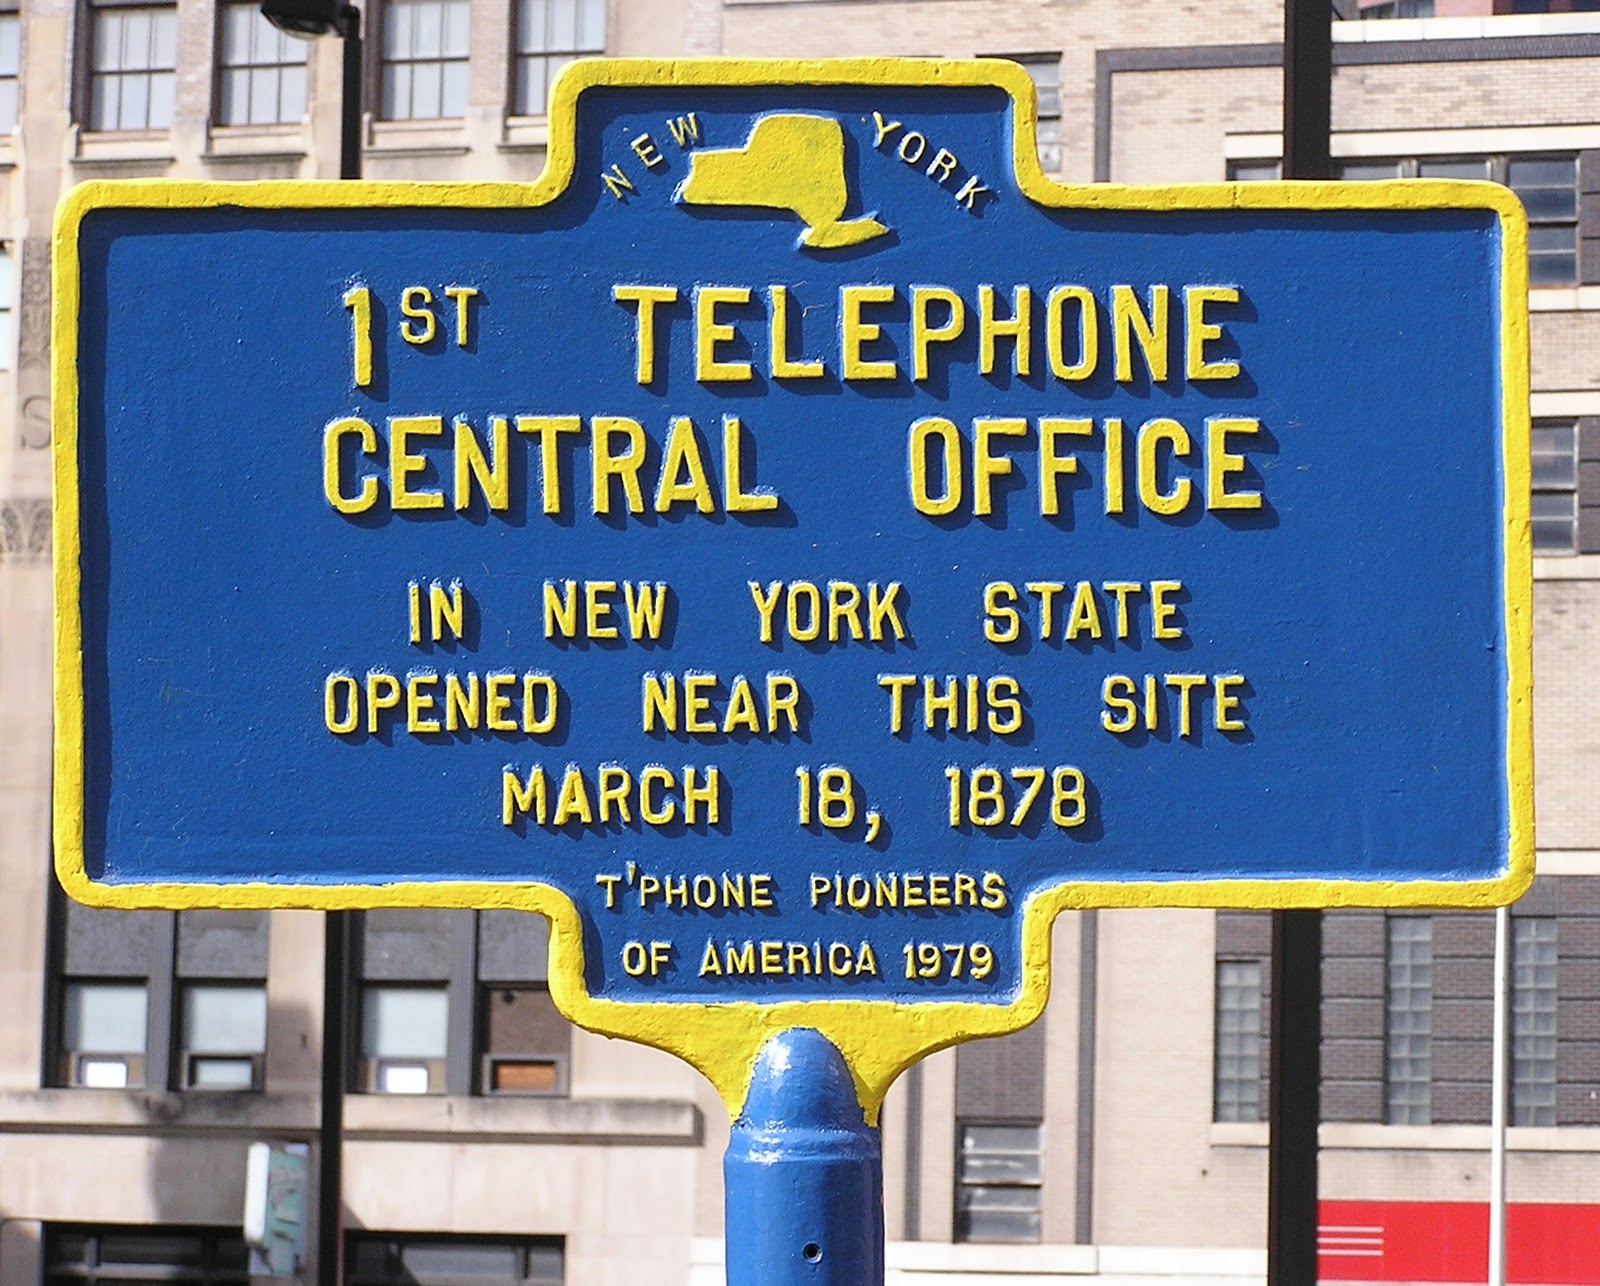 NEW YORK
1ST TELEPHONE
CENTRAL OFFICE
IN NEW YORK STATE
OPENED NEAR THIS SITE
MARCH 18, 1878
T'PHONE PIONEERS
OF AMERICA 1979